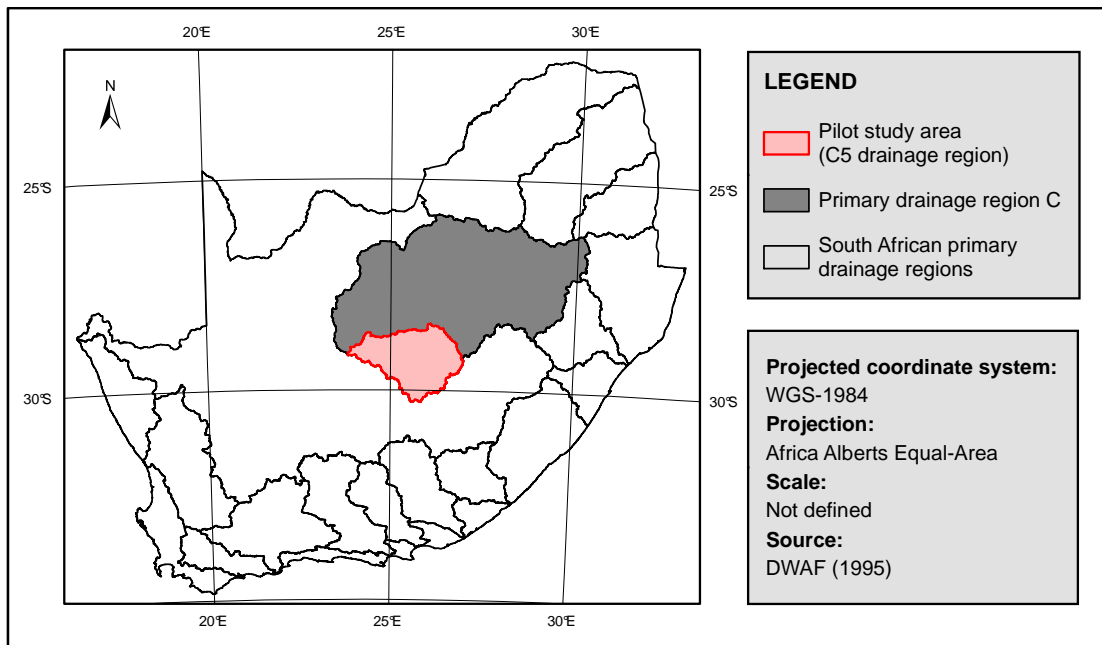 20°E 25°E 30°E
N
25°S 25°S
30°S 30°S
20°E 25°E 30°E
LEGEND
Pilot study area
(C5 drainage region)
Primary drainage region C
South African primary
drainage regions
Projected coordinate system:
WGS-1984
Projection:
Africa Alberts Equal-Area
Scale:
Not defined
Source:
DWAF (1995)